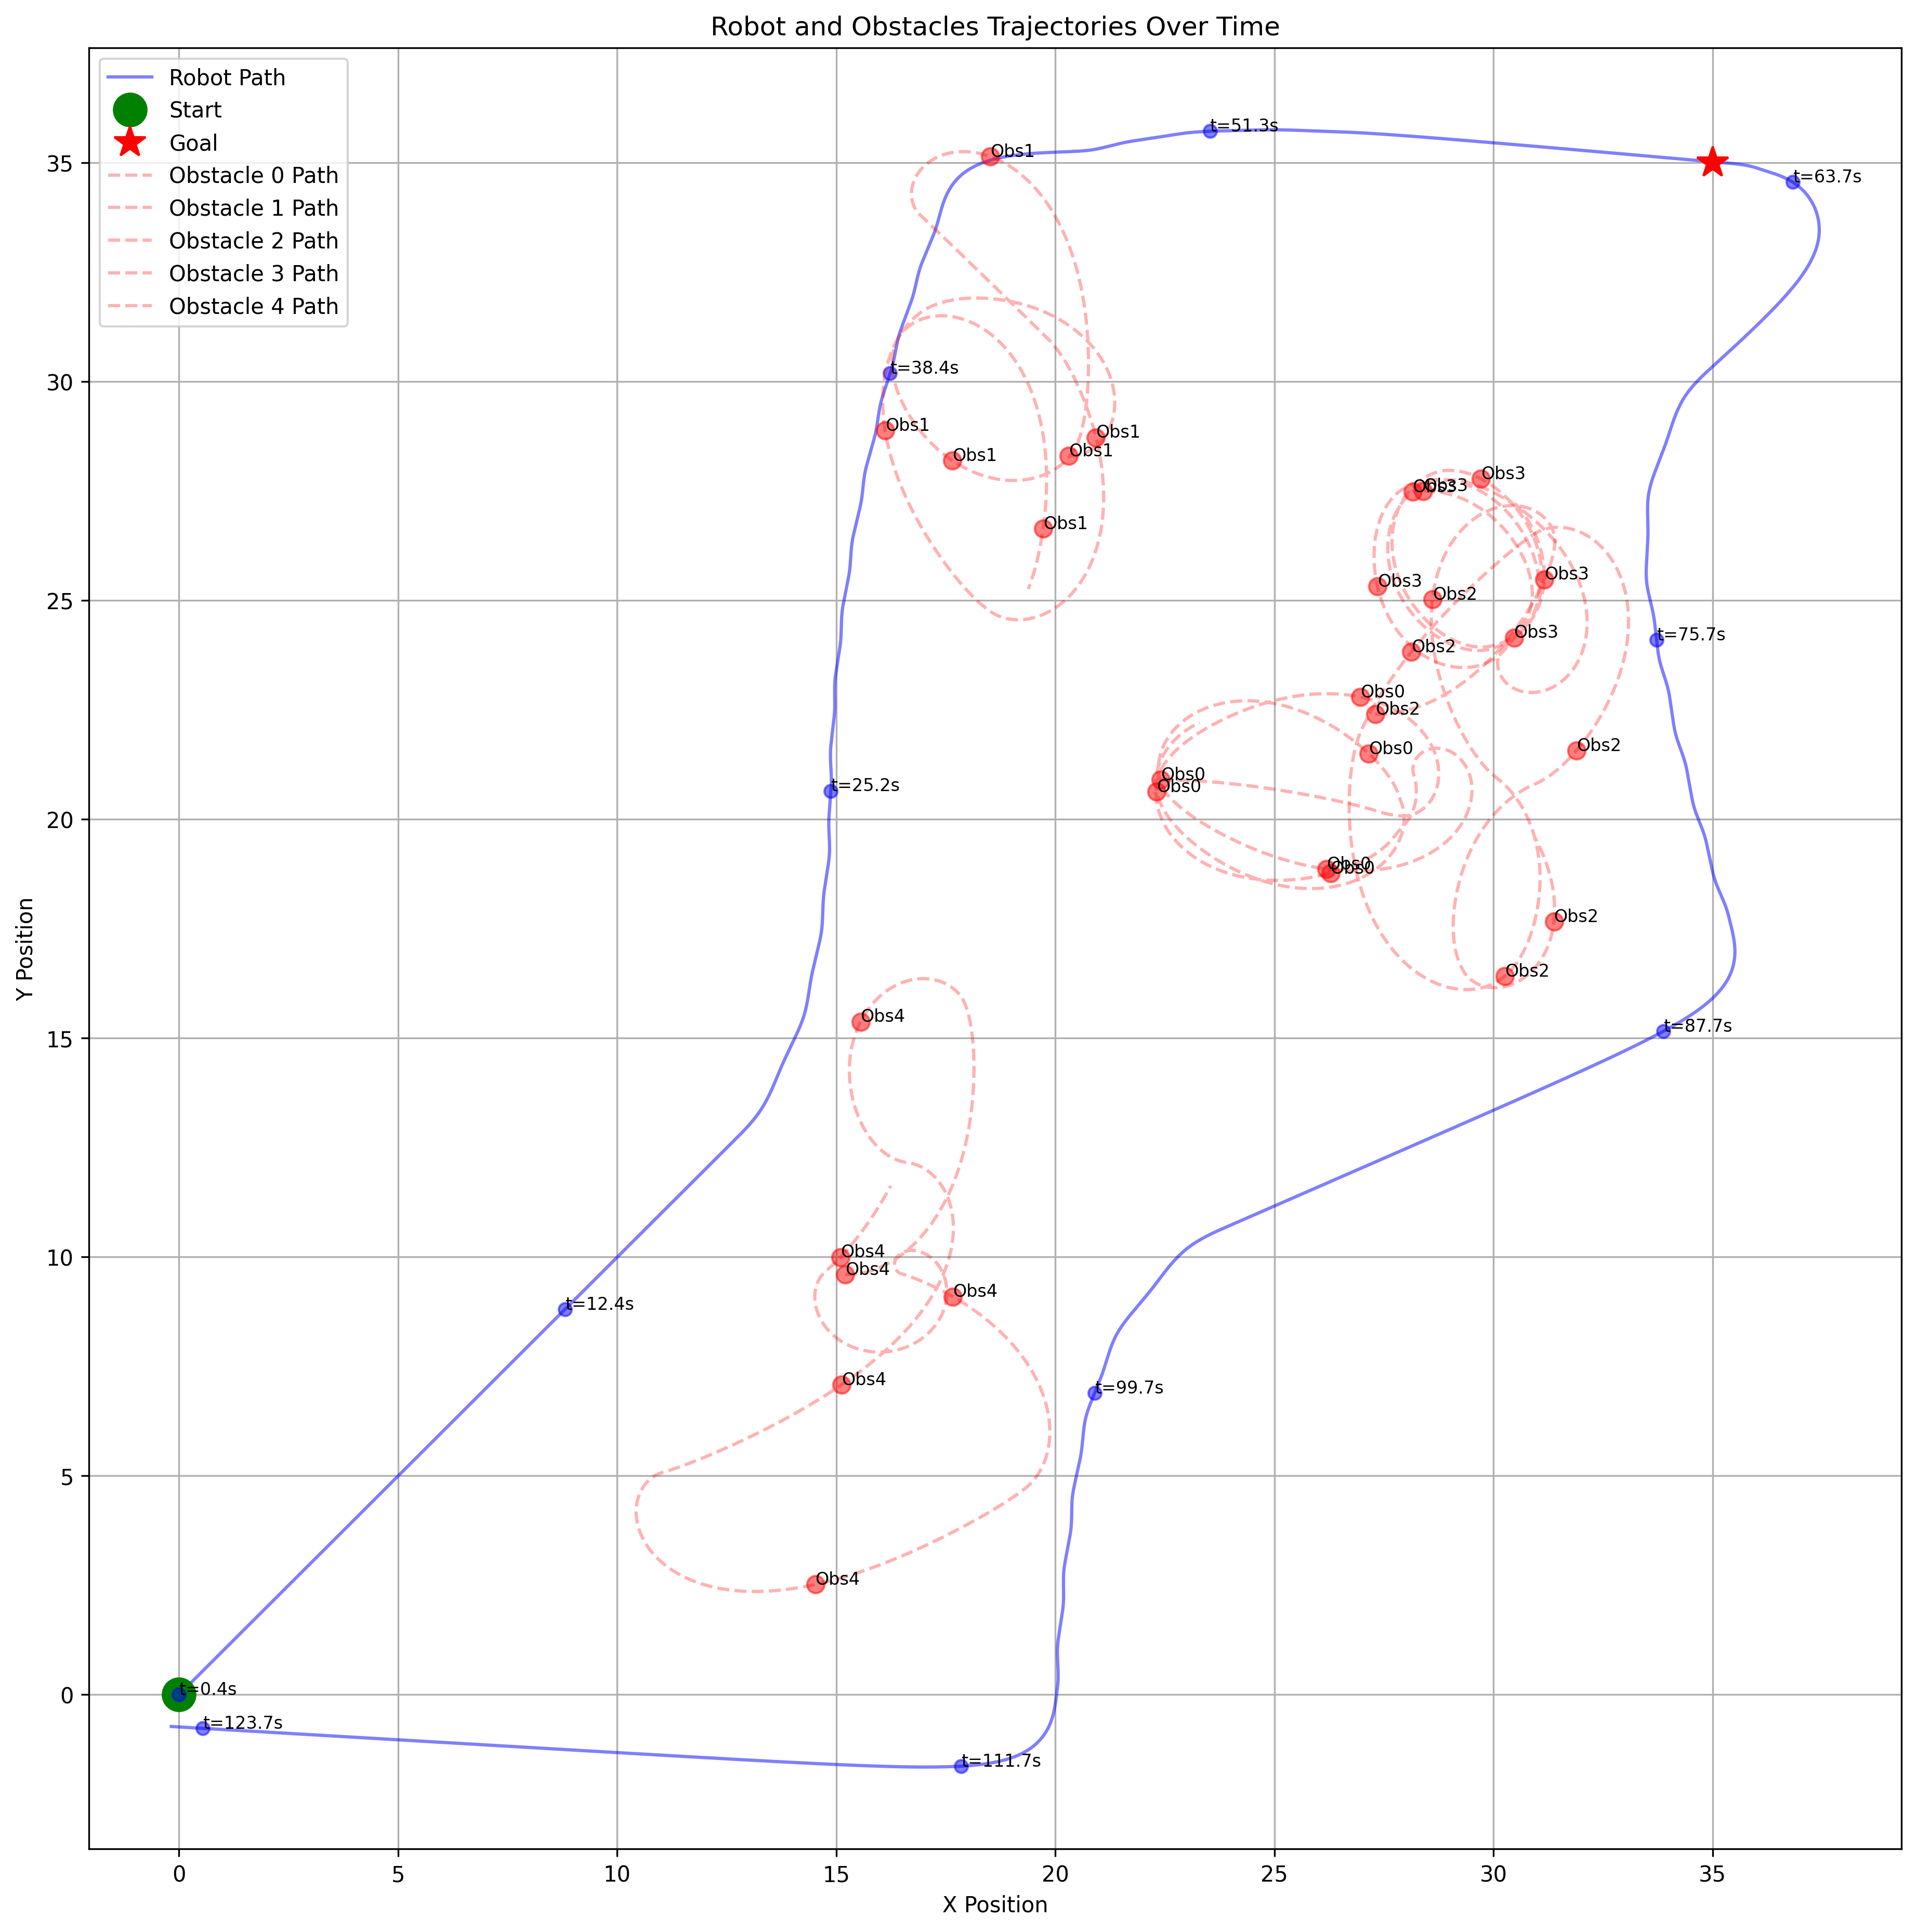 Robot and Obstacles Trajectories Over Time
Robot Path
Start
Goal
Obstacle 0 Path
Obstacle 1 Path
Obstacle 2 Path
Obstacle 3 Path
Obstacle 4 Path
t=51.3s
Obs1
t=63.7s
t=38.4s
Obs1
Obs1
Obs1
Obs1
Obs1
Obs3
Obs3
Obs3
Obs3
Obs2
Obs3
Obs2
t=75.7s
Obs0
Obs2
Obs0
Obs2
Obs0
Obs0
t=25.2s
Obs0
Obs0
Obs2
Obs2
Obs4
t=87.7s
Obs4
Obs4
Obs4
t=12.4s
Obs4
t=99.7s
Obs4
t=0.4s
t=123.7s
t=111.7s
35
30
25
20
15
10
5
0
Y Position
0
5
10
15
20
25
30
35
X Position